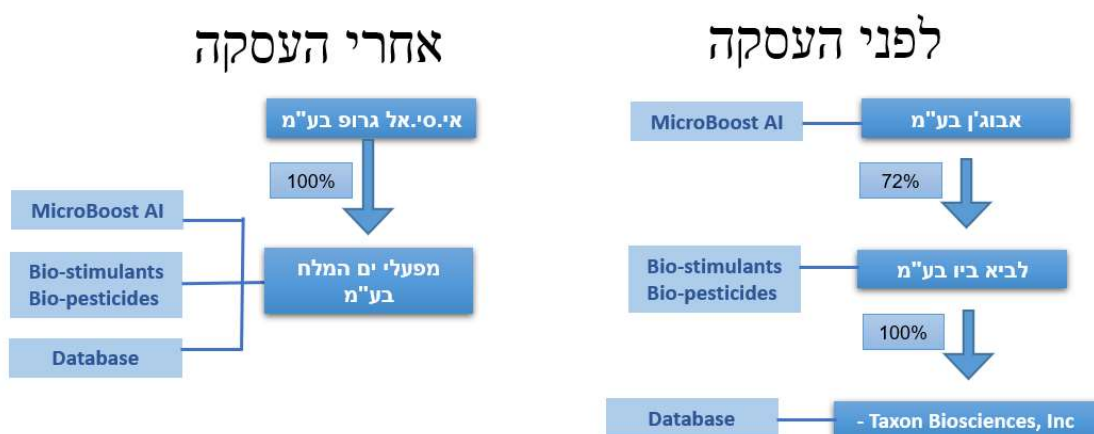 לפני העסקה
אבוג'ן בע"מ
MicroBoost AI
72%
לביא ביו בע"מ
Bio-stimulants
Bio-pesticides
100%
- Taxon Biosciences, Inc
Database
אחרי העסקה
אי.סי.אל גרופ בע"מ
100%
מפעלי ים המלח
בע"מ
MicroBoost AI
Bio-stimulants
Bio-pesticides
Database